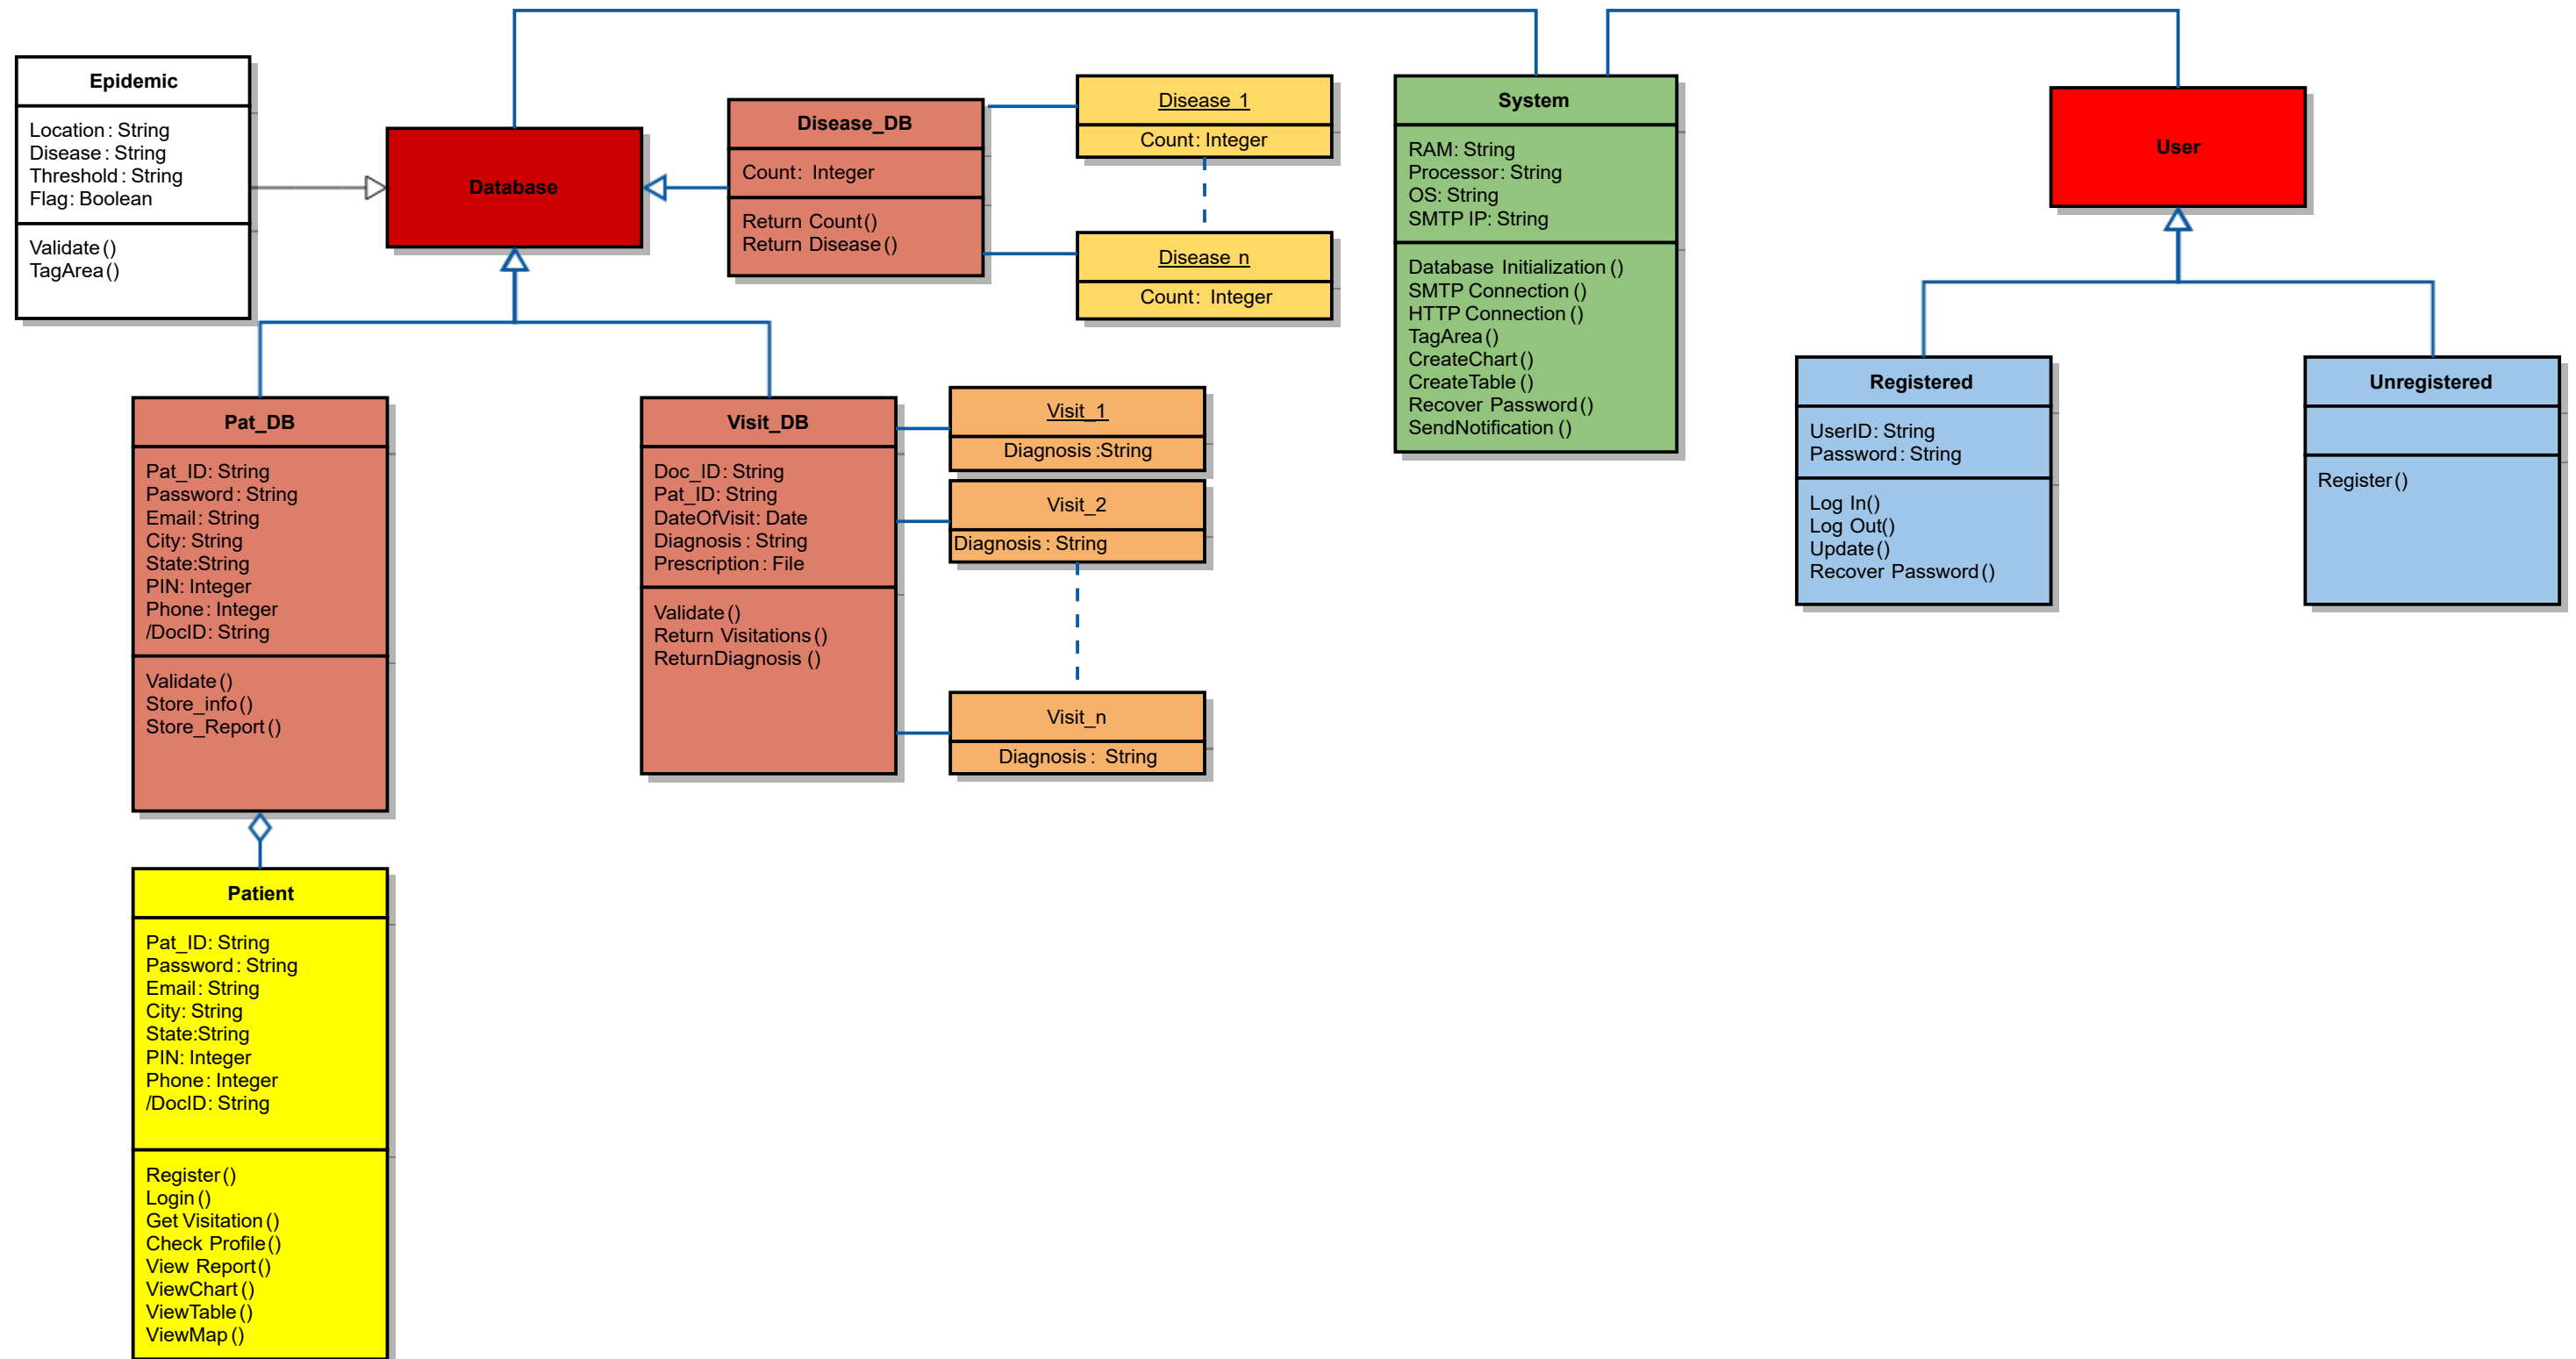 Epidemic
Location: String
Disease: String
Threshold: String
Flag: Boolean
Validate()
TagArea()
Database
Disease_DB
Count: Integer
Return Count()
Return Disease()
Disease_1
Count: Integer
Disease_n
Count: Integer
System
RAM: String
Processor: String
OS: String
SMTP IP: String
Database Initialization()
SMTP Connection()
HTTP Connection()
TagArea()
CreateChart()
CreateTable()
Recover Password()
SendNotification()
User
Registered
UserID: String
Password: String
Log In()
Log Out()
Update()
Recover Password()
Unregistered
Register()
Pat_DB
Pat_ID: String
Password: String
Email: String
City: String
State:String
PIN: Integer
Phone: Integer
/DocID: String
Validate()
Store_info()
Store_Report()
Visit_DB
Doc_ID: String
Pat_ID: String
DateOfVisit: Date
Diagnosis: String
Prescription: File
Validate()
Return Visitations()
ReturnDiagnosis()
Visit_1
Diagnosis:String
Visit_2
Diagnosis: String
Visit_n
Diagnosis: String
Patient
Pat_ID: String
Password: String
Email: String
City: String
State:String
PIN: Integer
Phone: Integer
/DocID: String
Register()
Login()
Get Visitation()
Check Profile()
View Report()
ViewChart()
ViewTable()
ViewMap()